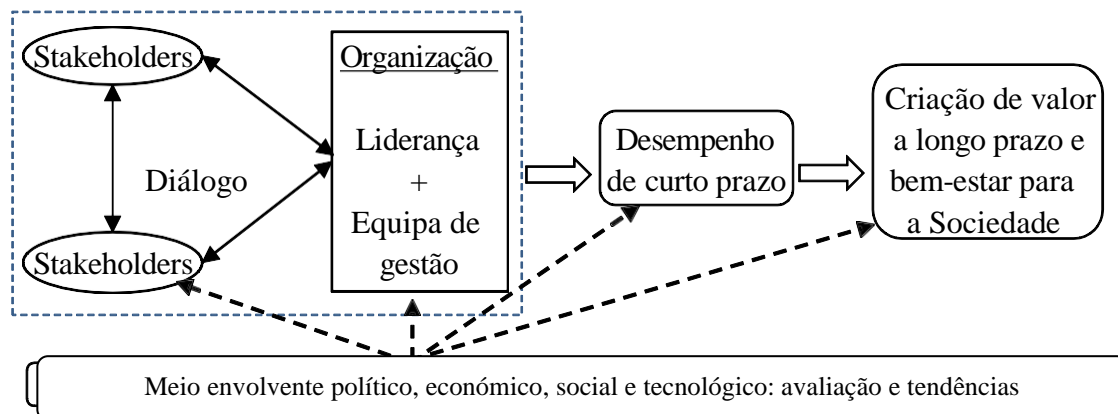 Stakeholders
Diálogo
Stakeholders
Organização
Liderança
+
Equipa de
gestão
Desempenho
de curto prazo
Criação de valor
a longo prazo e
bem-estar para
a Sociedade
Meio envolvente político, económico, social e tecnológico: avaliação e tendências